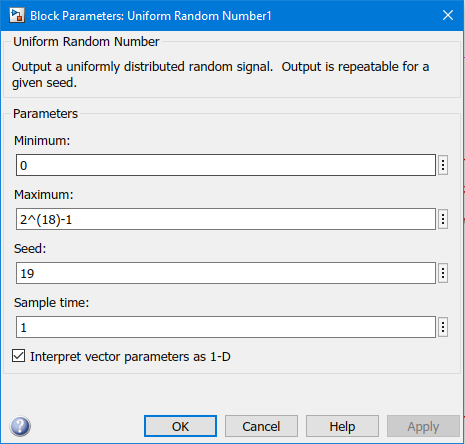 Block Parameters: Uniform Random Number1
Uniform Random Number
Output a uniformly distributed random signal.  Output is repeatable for a
given seed.
Parameters
Minimum:
0
Maximum:
2^(18)-1
Seed:
19
Sample time:
1
Interpret vector parameters as 1-D
OK Cancel Help Apply